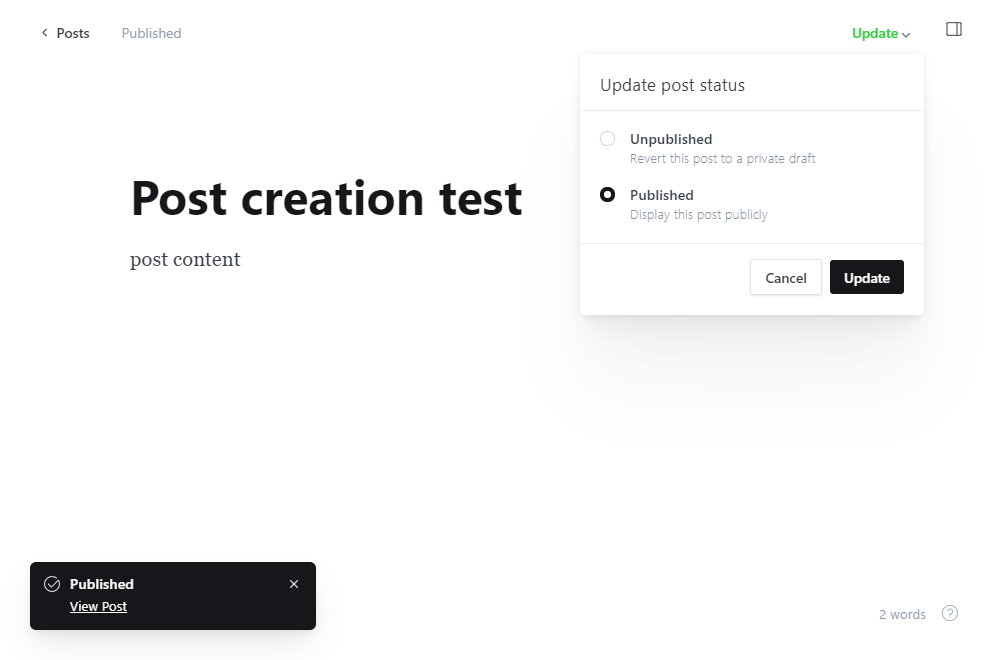 Posts
Published
Update
Update post status
Unpublished
Revert this post to a private draft
Published
Display this post publicly
Cancel
Update
Post creation test
post content
Published
View Post
2 words
?